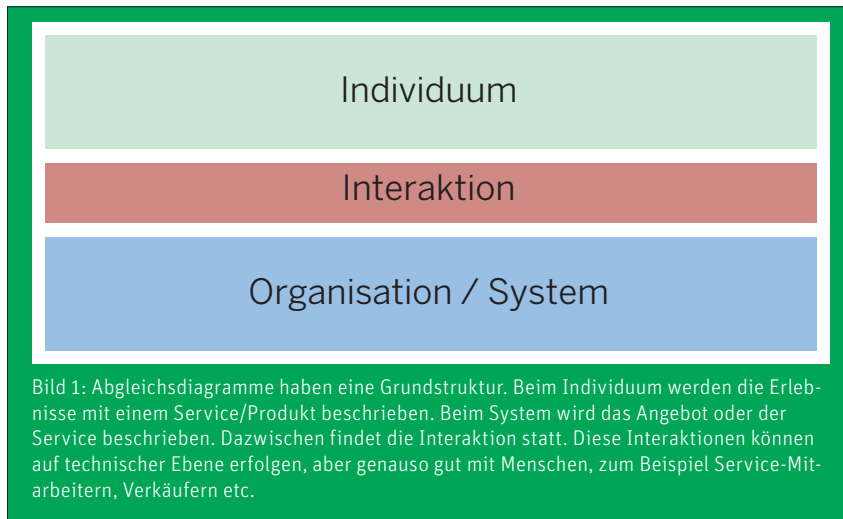 Individuum
Interaktion
Organisation / System
Bild 1: Abgleichsdiagramme haben eine Grundstruktur. Beim Individuum werden die Erleb-
nisse mit einem Service/Produkt beschrieben. Beim System wird das Angebot oder der
Service beschrieben. Dazwischen findet die Interaktion statt. Diese Interaktionen können
auf technischer Ebene erfolgen, aber genauso gut mit Menschen, zum Beispiel Service-Mit-
arbeitern, Verkäufern etc.